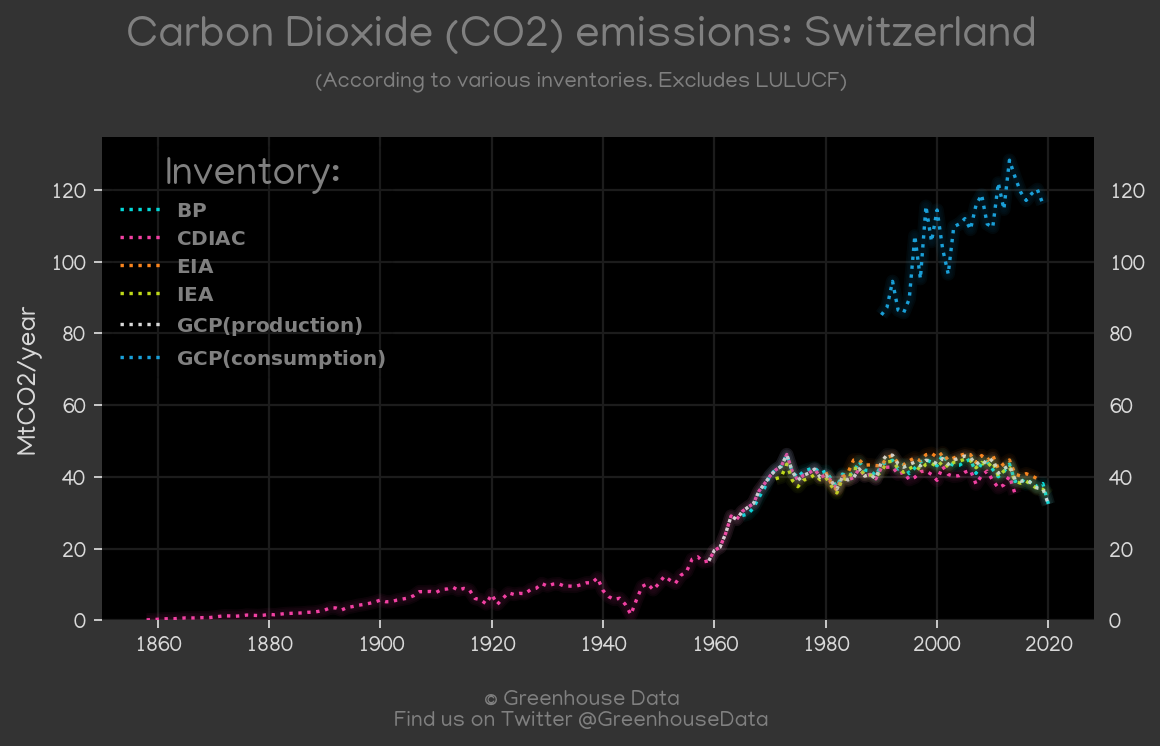 Carbon Dioxide (CO2) emissions: Switzerland
(According to various inventories. Excludes LULUCF)
Inventory:
BP
CDIAC
EIA
IEA
GCP(production)
GCP(consumption)
MtCO2/year
120
100
80
60
40
20
0
120
100
80
60
40
20
0
1860 1880 1900 1920 1940 1960 1980 2000 2020
© Greenhouse Data
Find us on Twitter @GreenhouseData